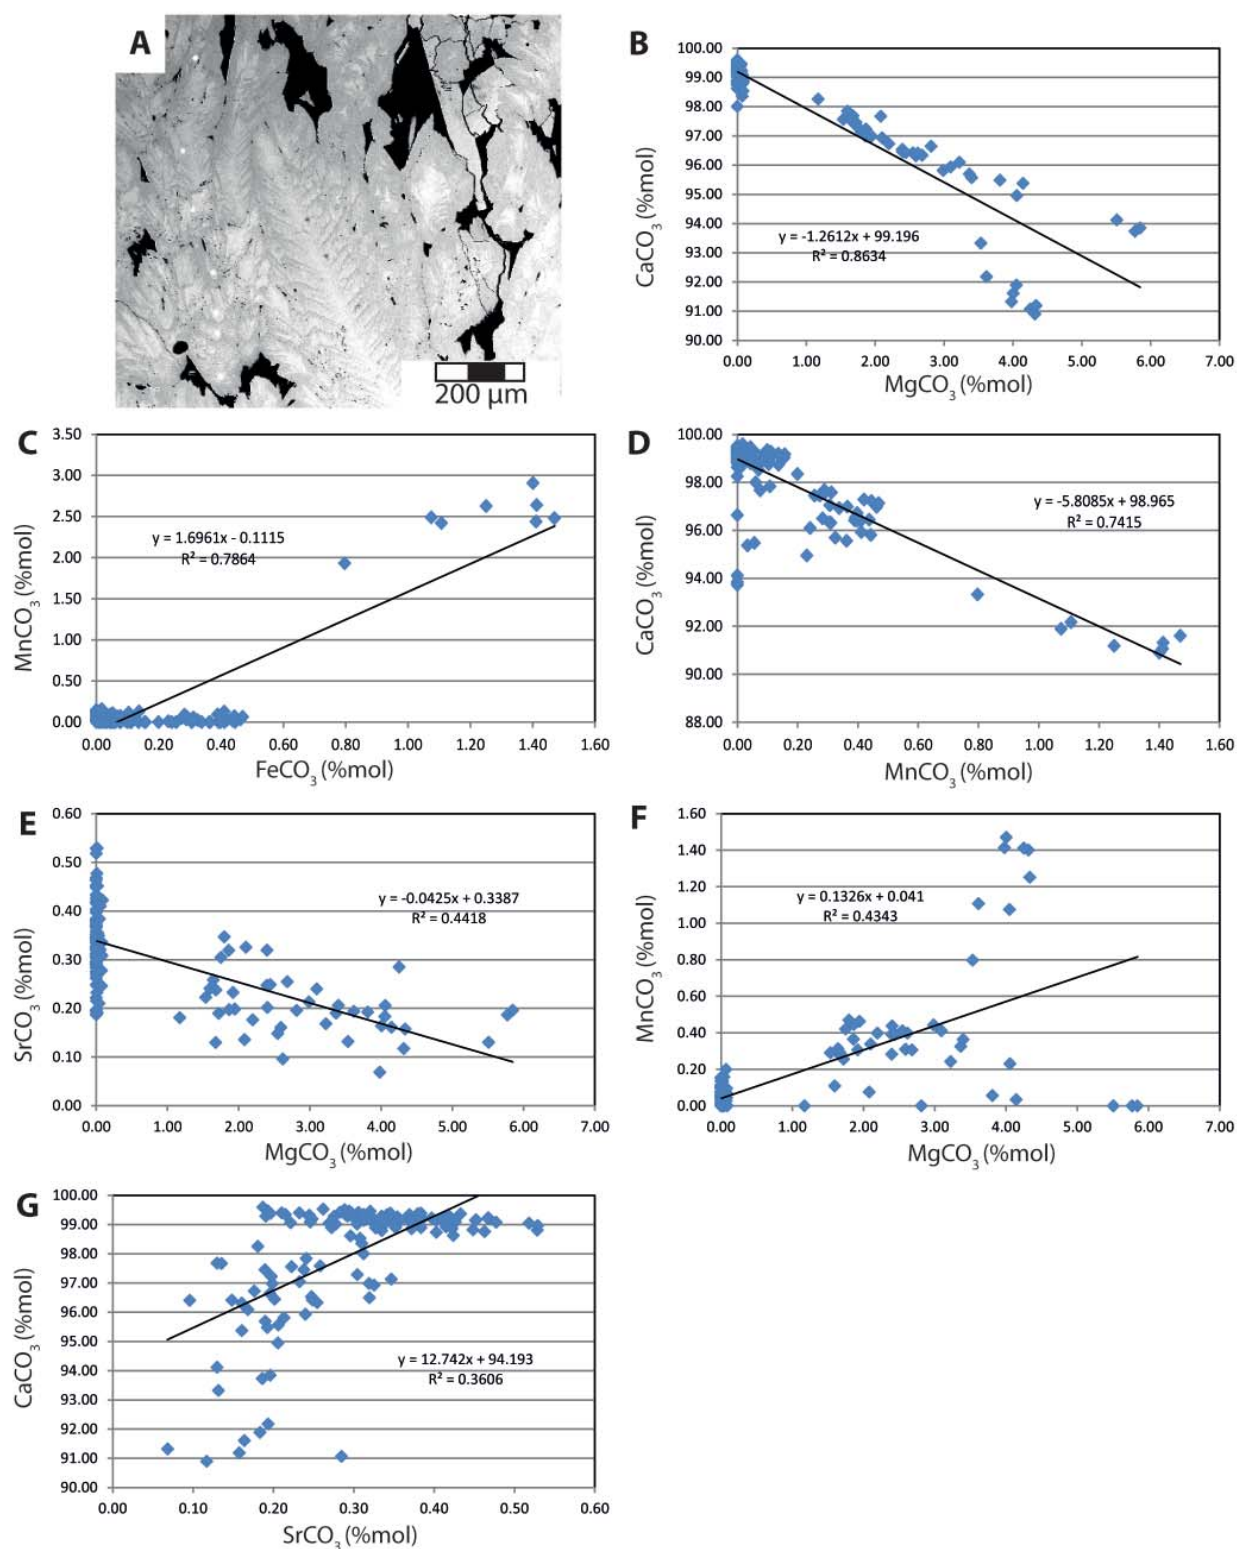 A
200 μm
B
100.00
99.00
98.00
97.00
96.00
95.00
94.00
93.00
92.00
91.00
90.00
CaCO3 (%mol)
y = -1.2612x + 99.196
R² = 0.8634
0.00 1.00 2.00 3.00 4.00 5.00 6.00 7.00
MgCO3 (%mol)
C
3.50
3.00
2.50
2.00
1.50
1.00
0.50
0.00
MnCO3 (%mol)
y = 1.6961x - 0.1115
R² = 0.7864
0.00 0.20 0.40 0.60 0.80 1.00 1.20 1.40 1.60
FeCO3 (%mol)
D
100.00
98.00
96.00
94.00
92.00
90.00
88.00
CaCO3 (%mol)
y = -5.8085x + 98.965
R² = 0.7415
0.00 0.20 0.40 0.60 0.80 1.00 1.20 1.40 1.60
MnCO3 (%mol)
E
0.60
0.50
0.40
0.30
0.20
0.10
0.00
SrCO3 (%mol)
y = -0.0425x + 0.3387
R² = 0.4418
0.00 1.00 2.00 3.00 4.00 5.00 6.00 7.00
MgCO3 (%mol)
F
1.60
1.40
1.20
1.00
0.80
0.60
0.40
0.20
0.00
MnCO3 (%mol)
y = 0.1326x + 0.041
R² = 0.4343
0.00 1.00 2.00 3.00 4.00 5.00 6.00 7.00
MgCO3 (%mol)
G
100.00
99.00
98.00
97.00
96.00
95.00
94.00
93.00
92.00
91.00
90.00
CaCO3 (%mol)
y = 12.742x + 94.193
R² = 0.3606
0.00 0.10 0.20 0.30 0.40 0.50 0.60
SrCO3 (%mol)